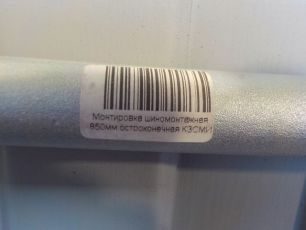 Монтировка шиномонтажная
850мм остроконечная КЗСМИ